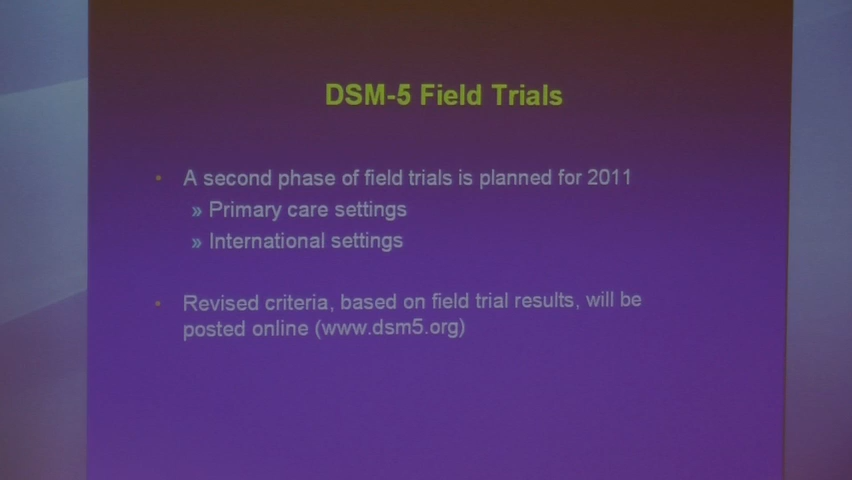 DSM-5 Field Trials
• A second phase of field trials is planned for 2011
» Primary care settings
» International settings
• Revised criteria, based on field trial results, will be
posted online (www.dsm5.org)